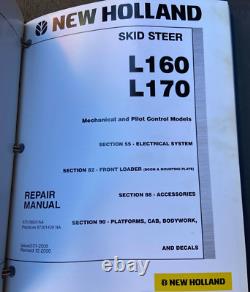 NEW HOLLAND
SKID STEER
L160
L170
Mechanical and Pilot Control Models
SECTION 55 - ELECTRICAL SYSTEM
SECTION 82 - FRONT LOADER (BOOM & MOUNTING PLATE)
SECTION 88 - ACCESSORIES
REPAIR
MANUAL
SECTION 90 - PLATFORMS, CAB, BODYWORK,
AND DECALS
NEW HOLLAND